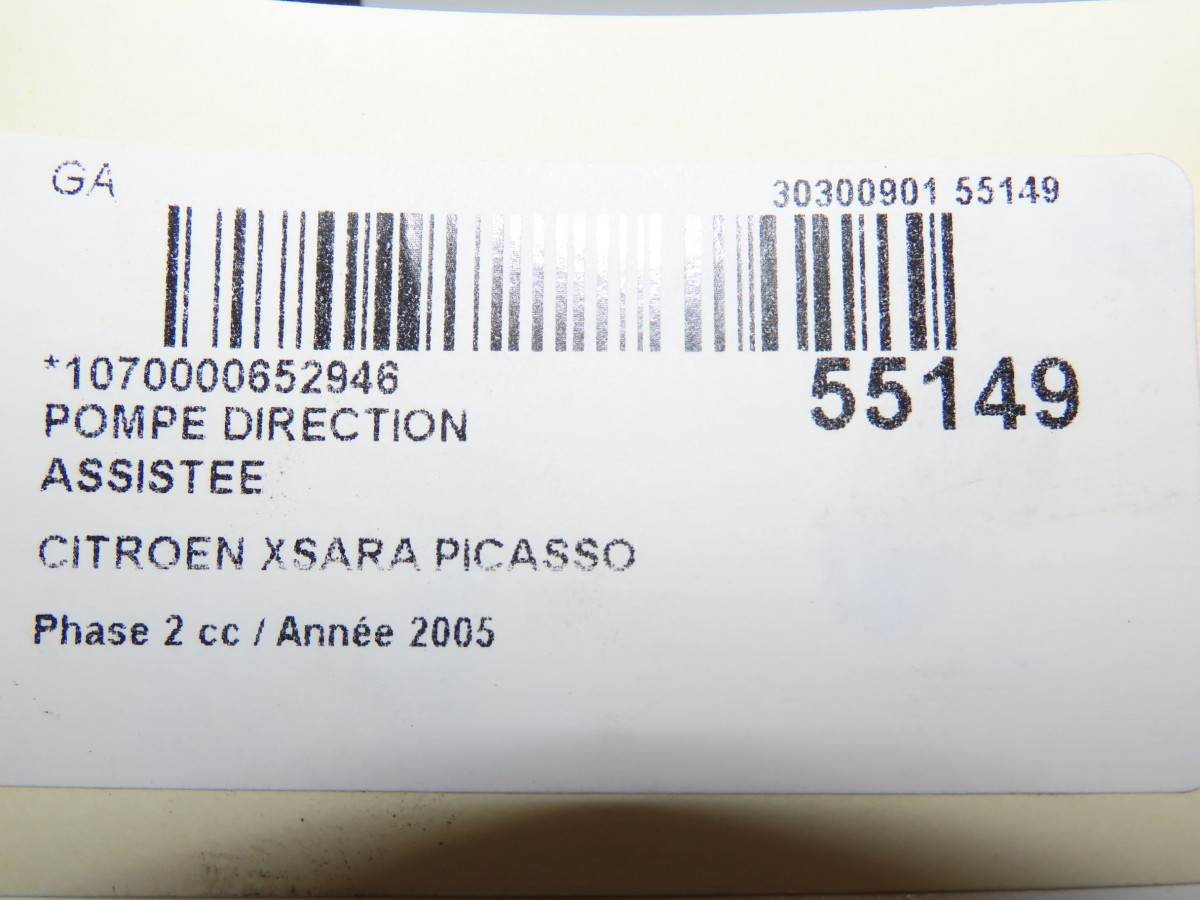 GA
30300901 55149
*1070000652946
55149
POMPE DIRECTION
ASSISTEE
CITROEN XSARA PICASSO
Phase 2 cc / Année 2005